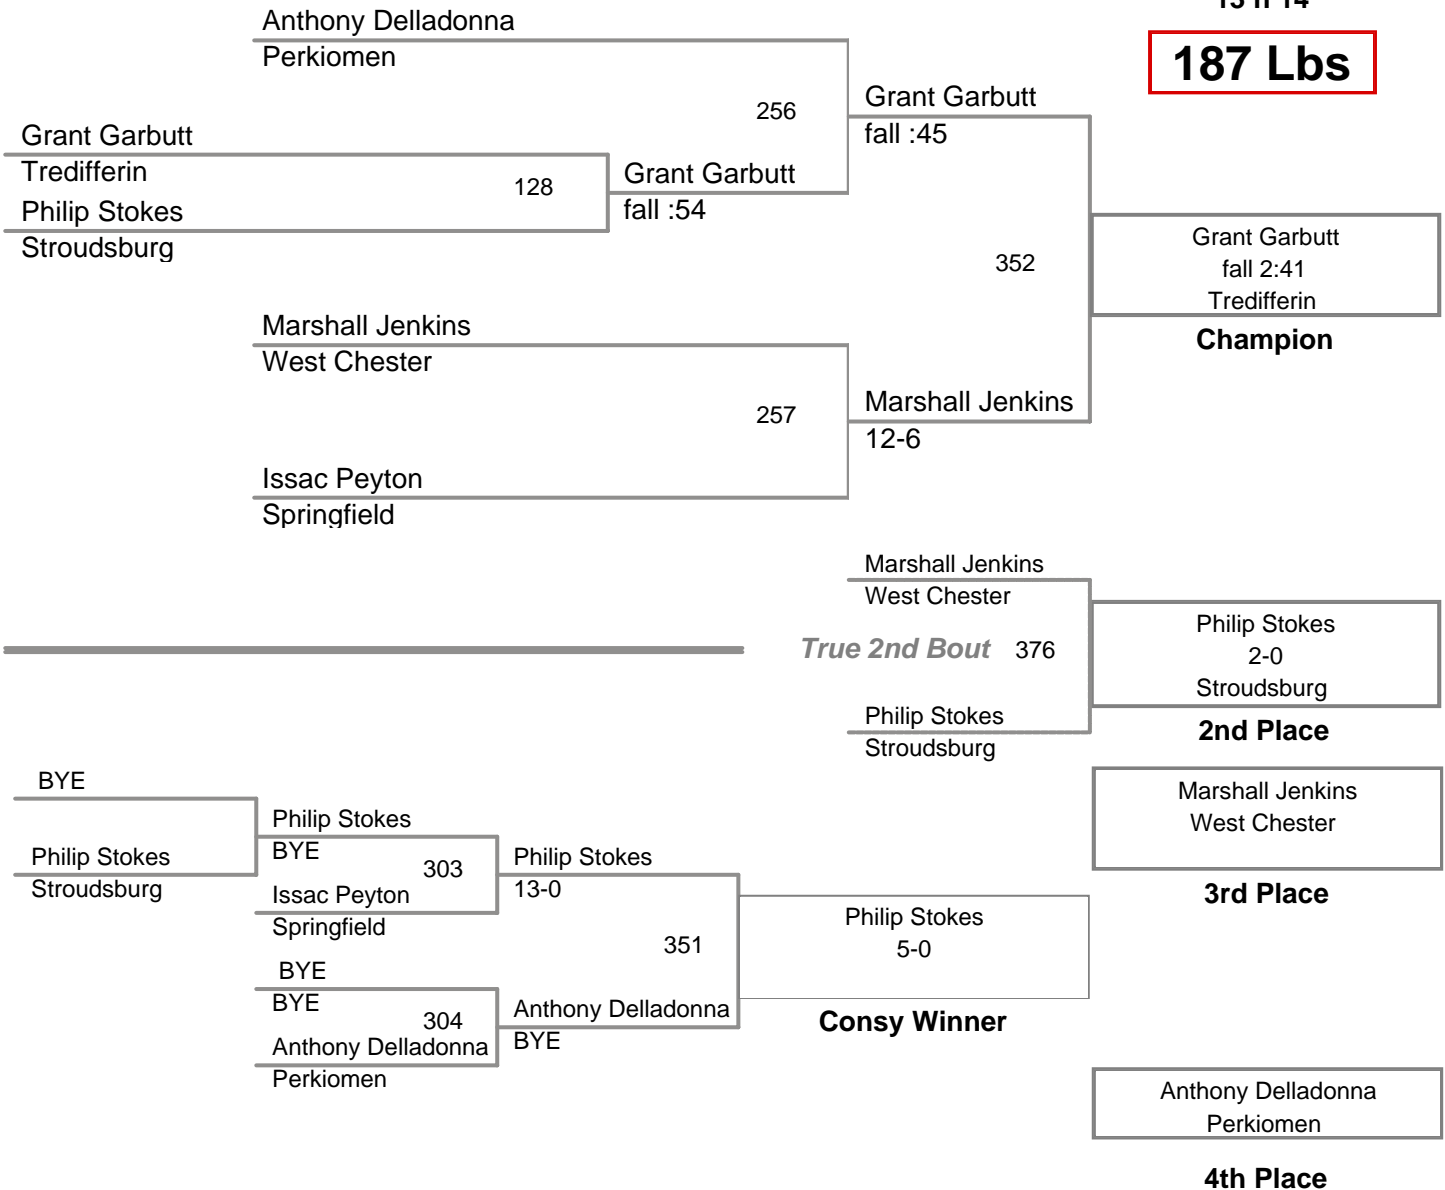 13 n 14
187 Lbs
Anthony Delladonna
Perkiomen
256
Grant Garbutt
fall :45
Grant Garbutt
Tredifferin
128
Grant Garbutt
fall :54
Philip Stokes
Stroudsburg
352
Grant Garbutt
fall 2:41
Tredifferin
Champion
Marshall Jenkins
West Chester
257
Marshall Jenkins
12-6
Issac Peyton
Springfield
Marshall Jenkins
West Chester
True 2nd Bout 376
Philip Stokes
Stroudsburg
Philip Stokes
2-0
Stroudsburg
2nd Place
BYE
Philip Stokes
Stroudsburg
Philip Stokes
BYE
303
Issac Peyton
Springfield
Philip Stokes
13-0
351
BYE
BYE
304
Anthony Delladonna
Perkiomen
Anthony Delladonna
BYE
Philip Stokes
5-0
Consy Winner
Marshall Jenkins
West Chester
3rd Place
Anthony Delladonna
Perkiomen
4th Place